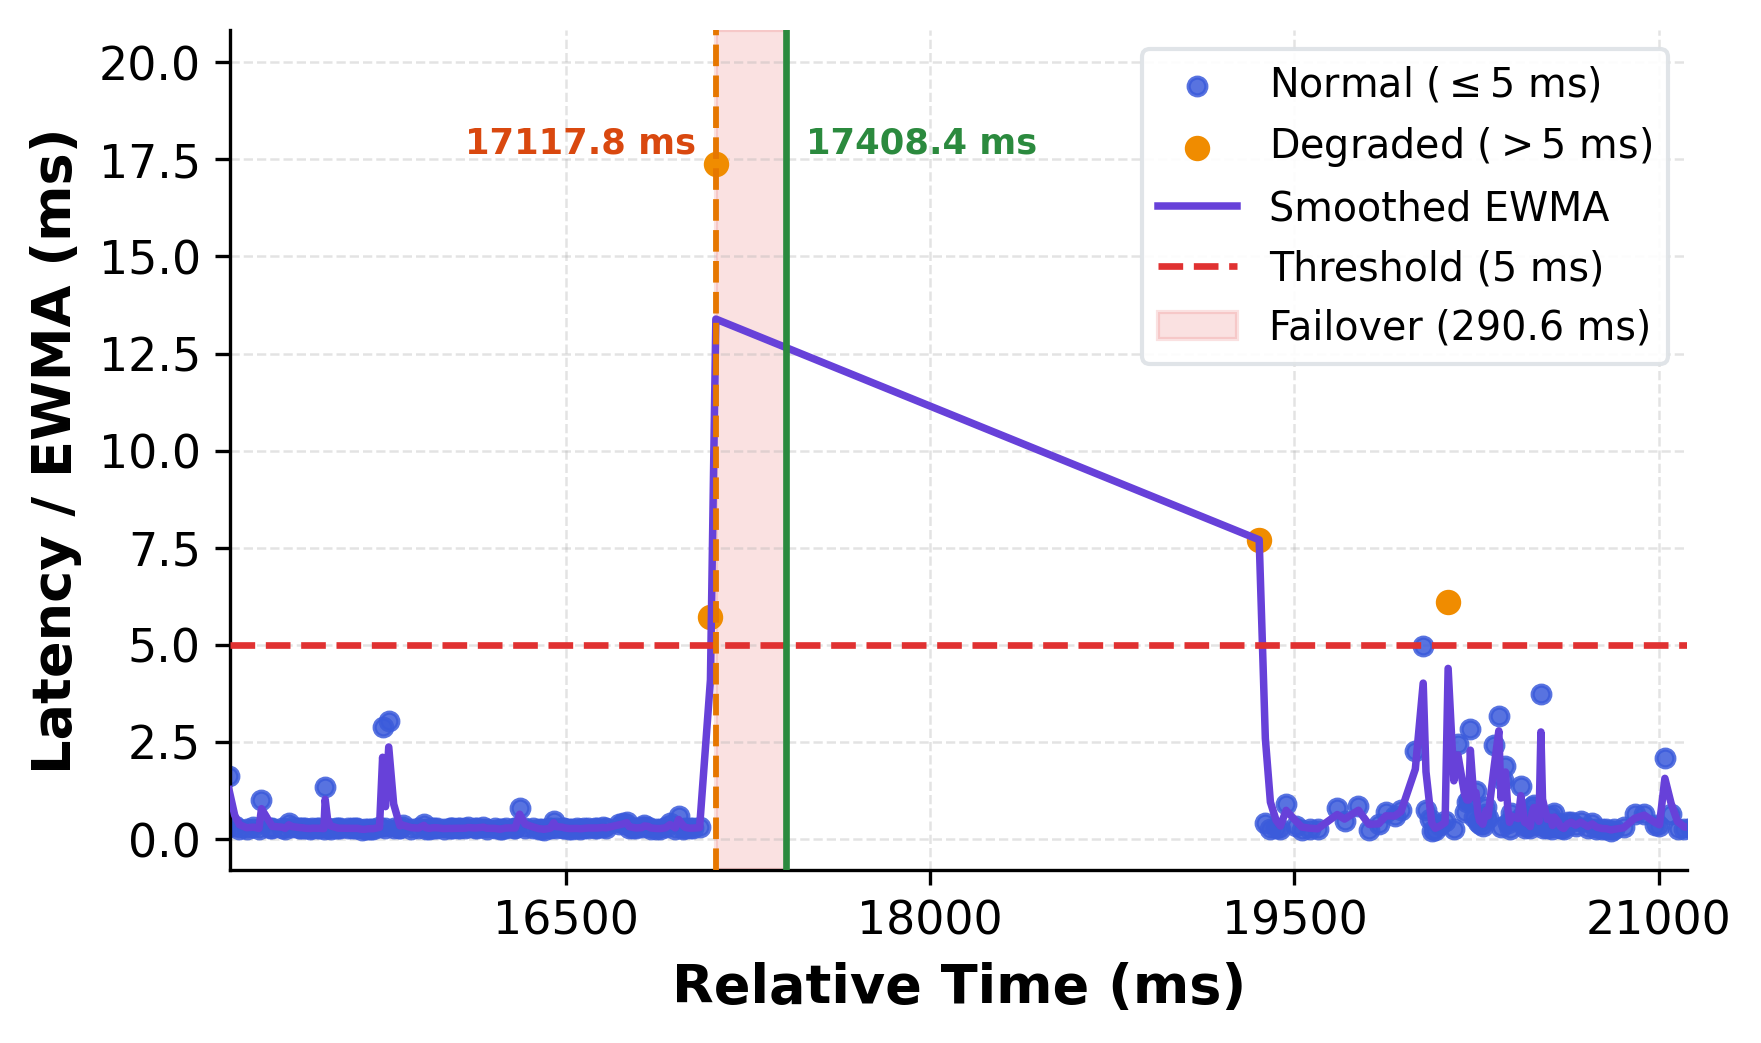 Latency / EWMA (ms)
20.0
17.5
15.0
12.5
10.0
7.5
5.0
2.5
0.0
17117.8 ms
17408.4 ms
Normal (≤5 ms)
Degraded (>5 ms)
Smoothed EWMA
Threshold (5 ms)
Failover (290.6 ms)
16500
18000
19500
21000
Relative Time (ms)